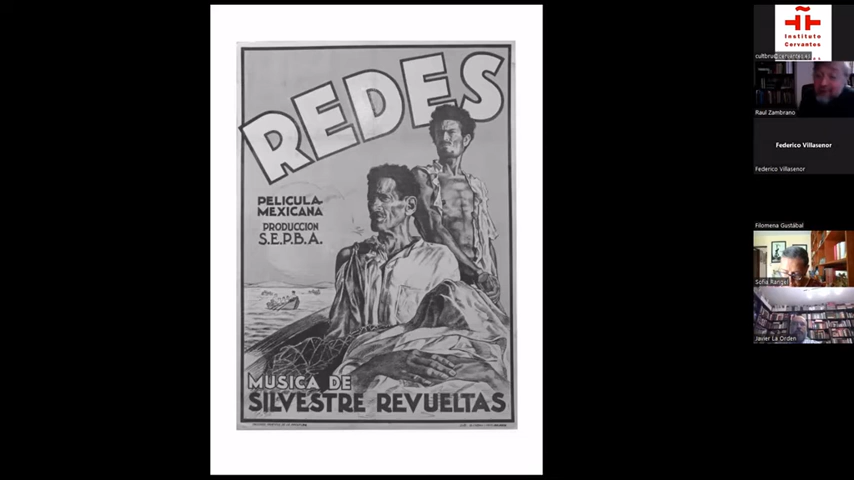 REDES
PELICULA
MEXICANA
PRODUCCION
S.E.P.B.A.
MUSICA DE
SILVESTRE REVUELTAS
Instituto
Cervantes
Raul Zambrano
Federico Villasenor
Federico Villasenor
Filomena Gustábal
Sofia Rangel
Javier La Orden